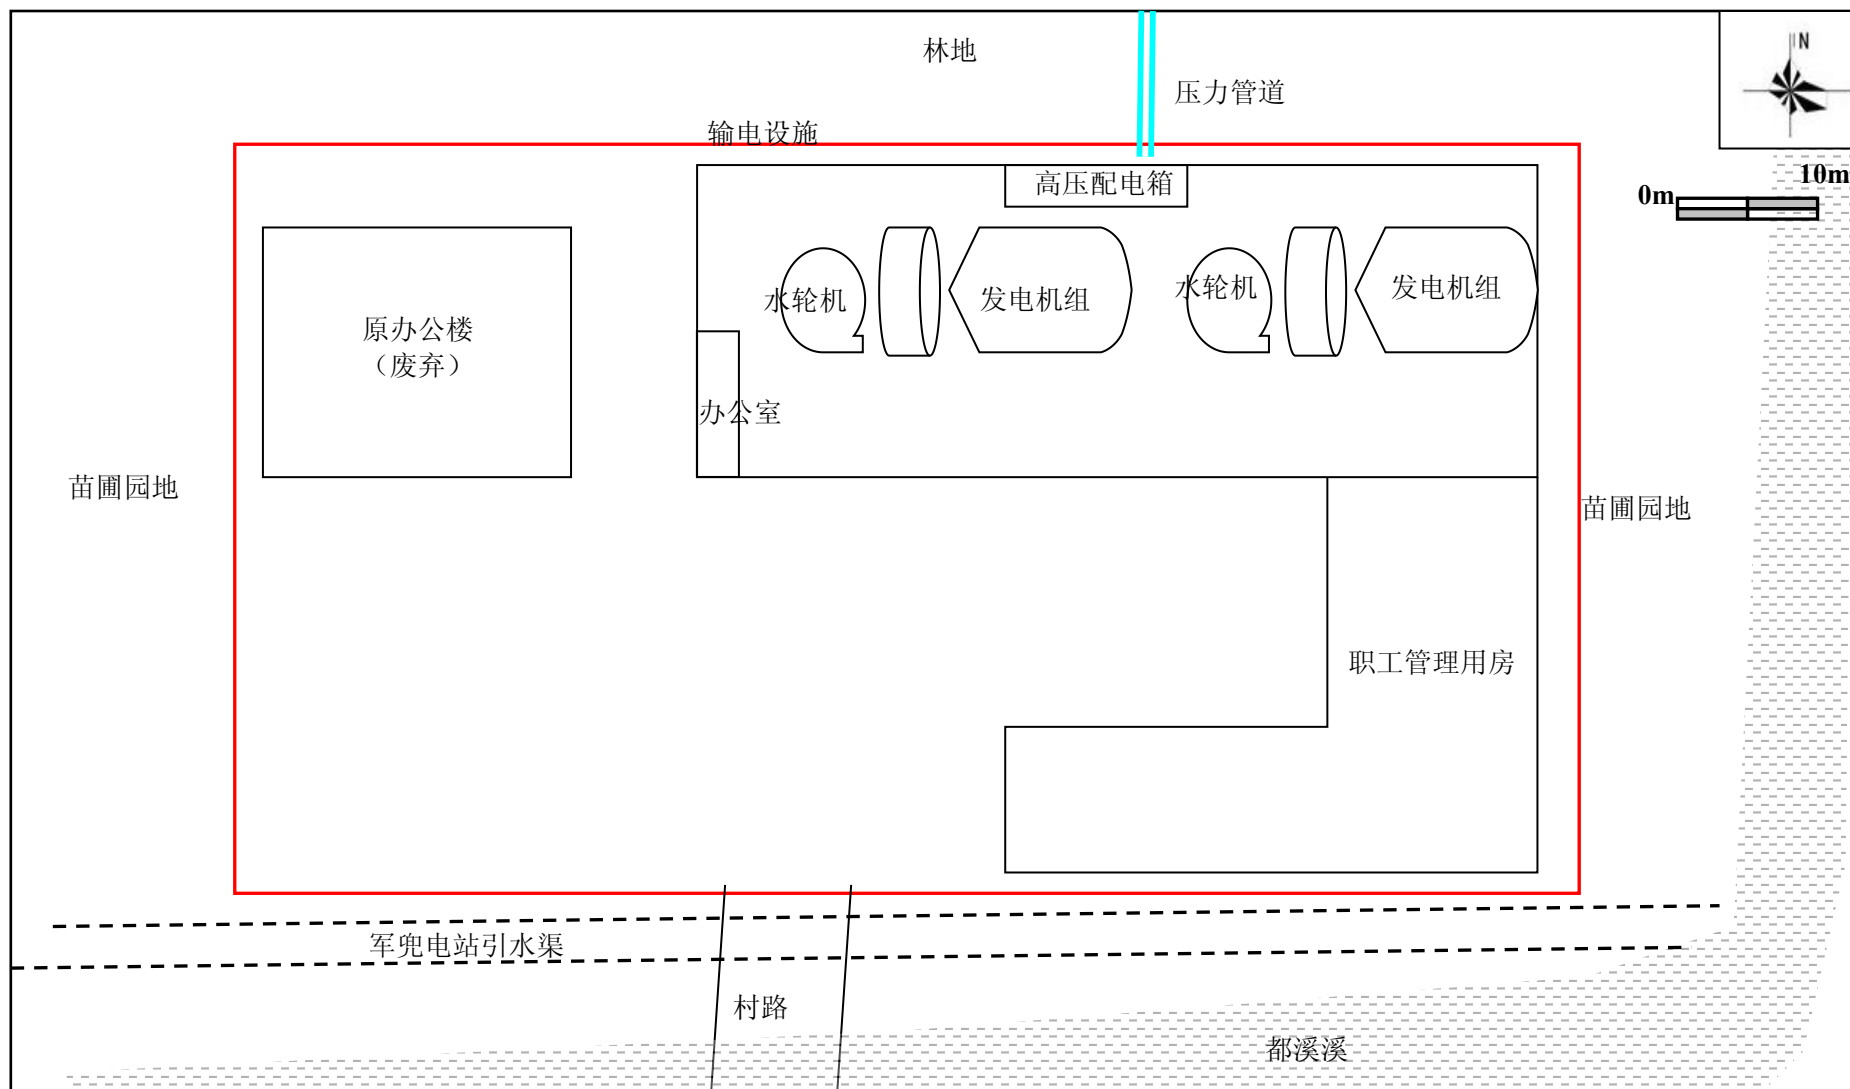 林地
N
压力管道
输电设施
高压配电箱
10m
0m
水轮机
发电机组
水轮机
发电机组
原办公楼
（废弃）
办公室
苗圃园地
苗圃园地
职工管理用房
军兜电站引水渠
村路
都溪溪